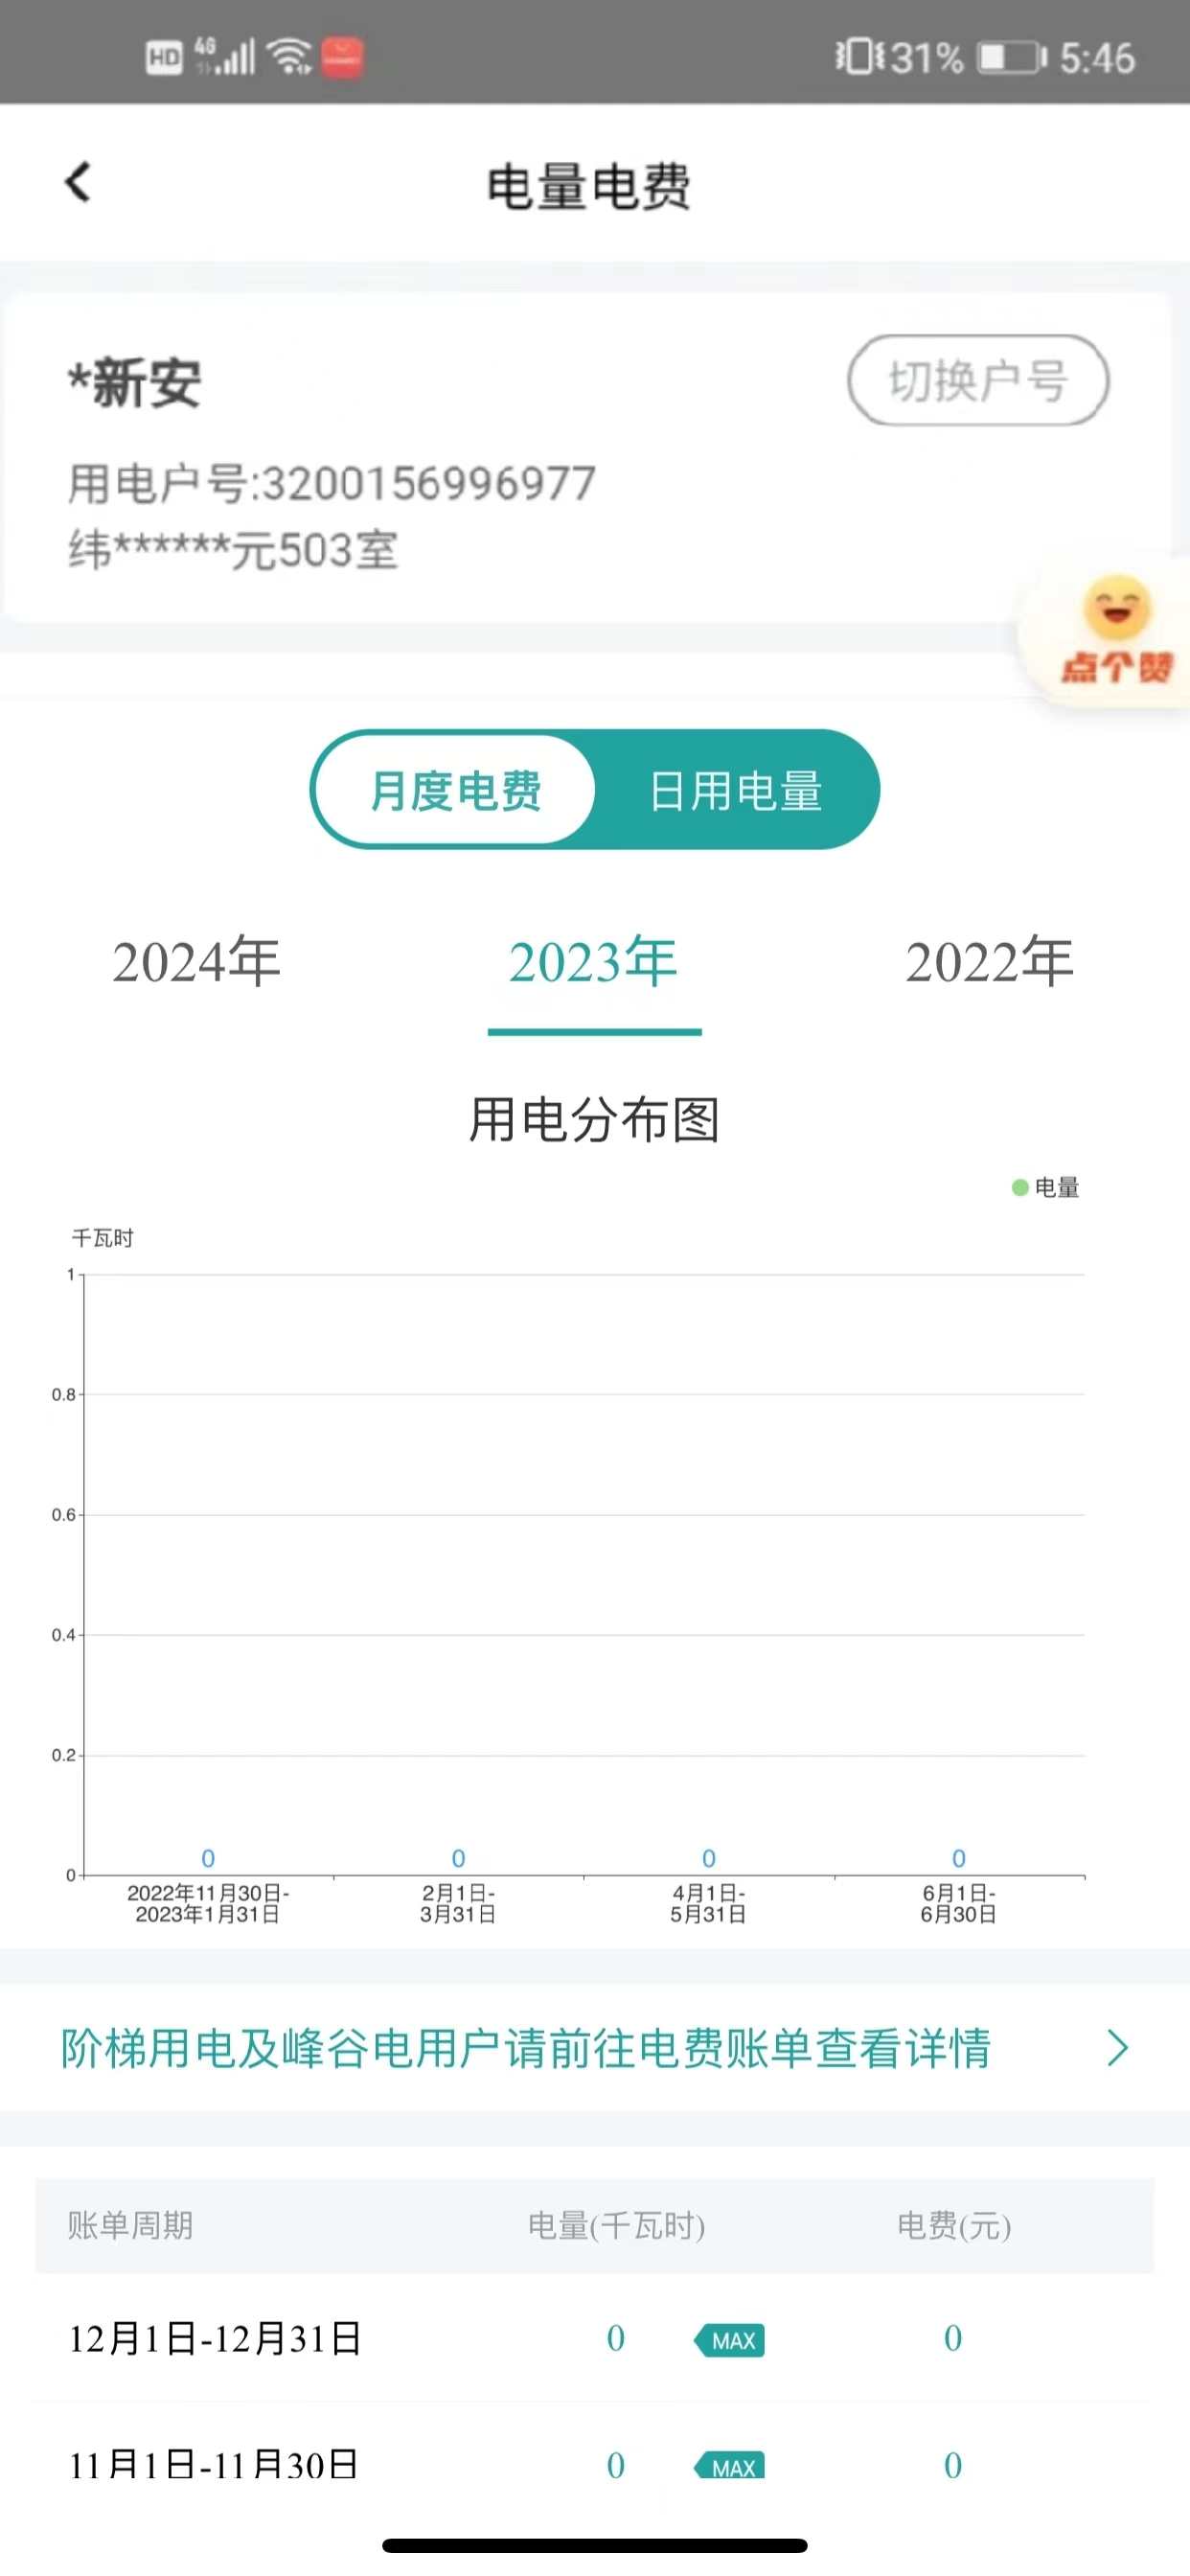 HD 4G 31% 5:46
电量电费
*新安
切换户号
用电户号:3200156996977
纬******元503室
点个赞
月度电费 日用电量
2024年 2023年 2022年
用电分布图
电量
千瓦时
1
0.8
0.6
0.4
0.2
0
0 0 0 0
2022年11月30日- 2月1日- 4月1日- 6月1日-
2023年1月31日 3月31日 5月31日 6月30日
阶梯用电及峰谷电用户请前往电费账单查看详情
账单周期 电量(千瓦时) 电费(元)
12月1日-12月31日 0 MAX 0
11月1日-11月30日 0 MAX 0